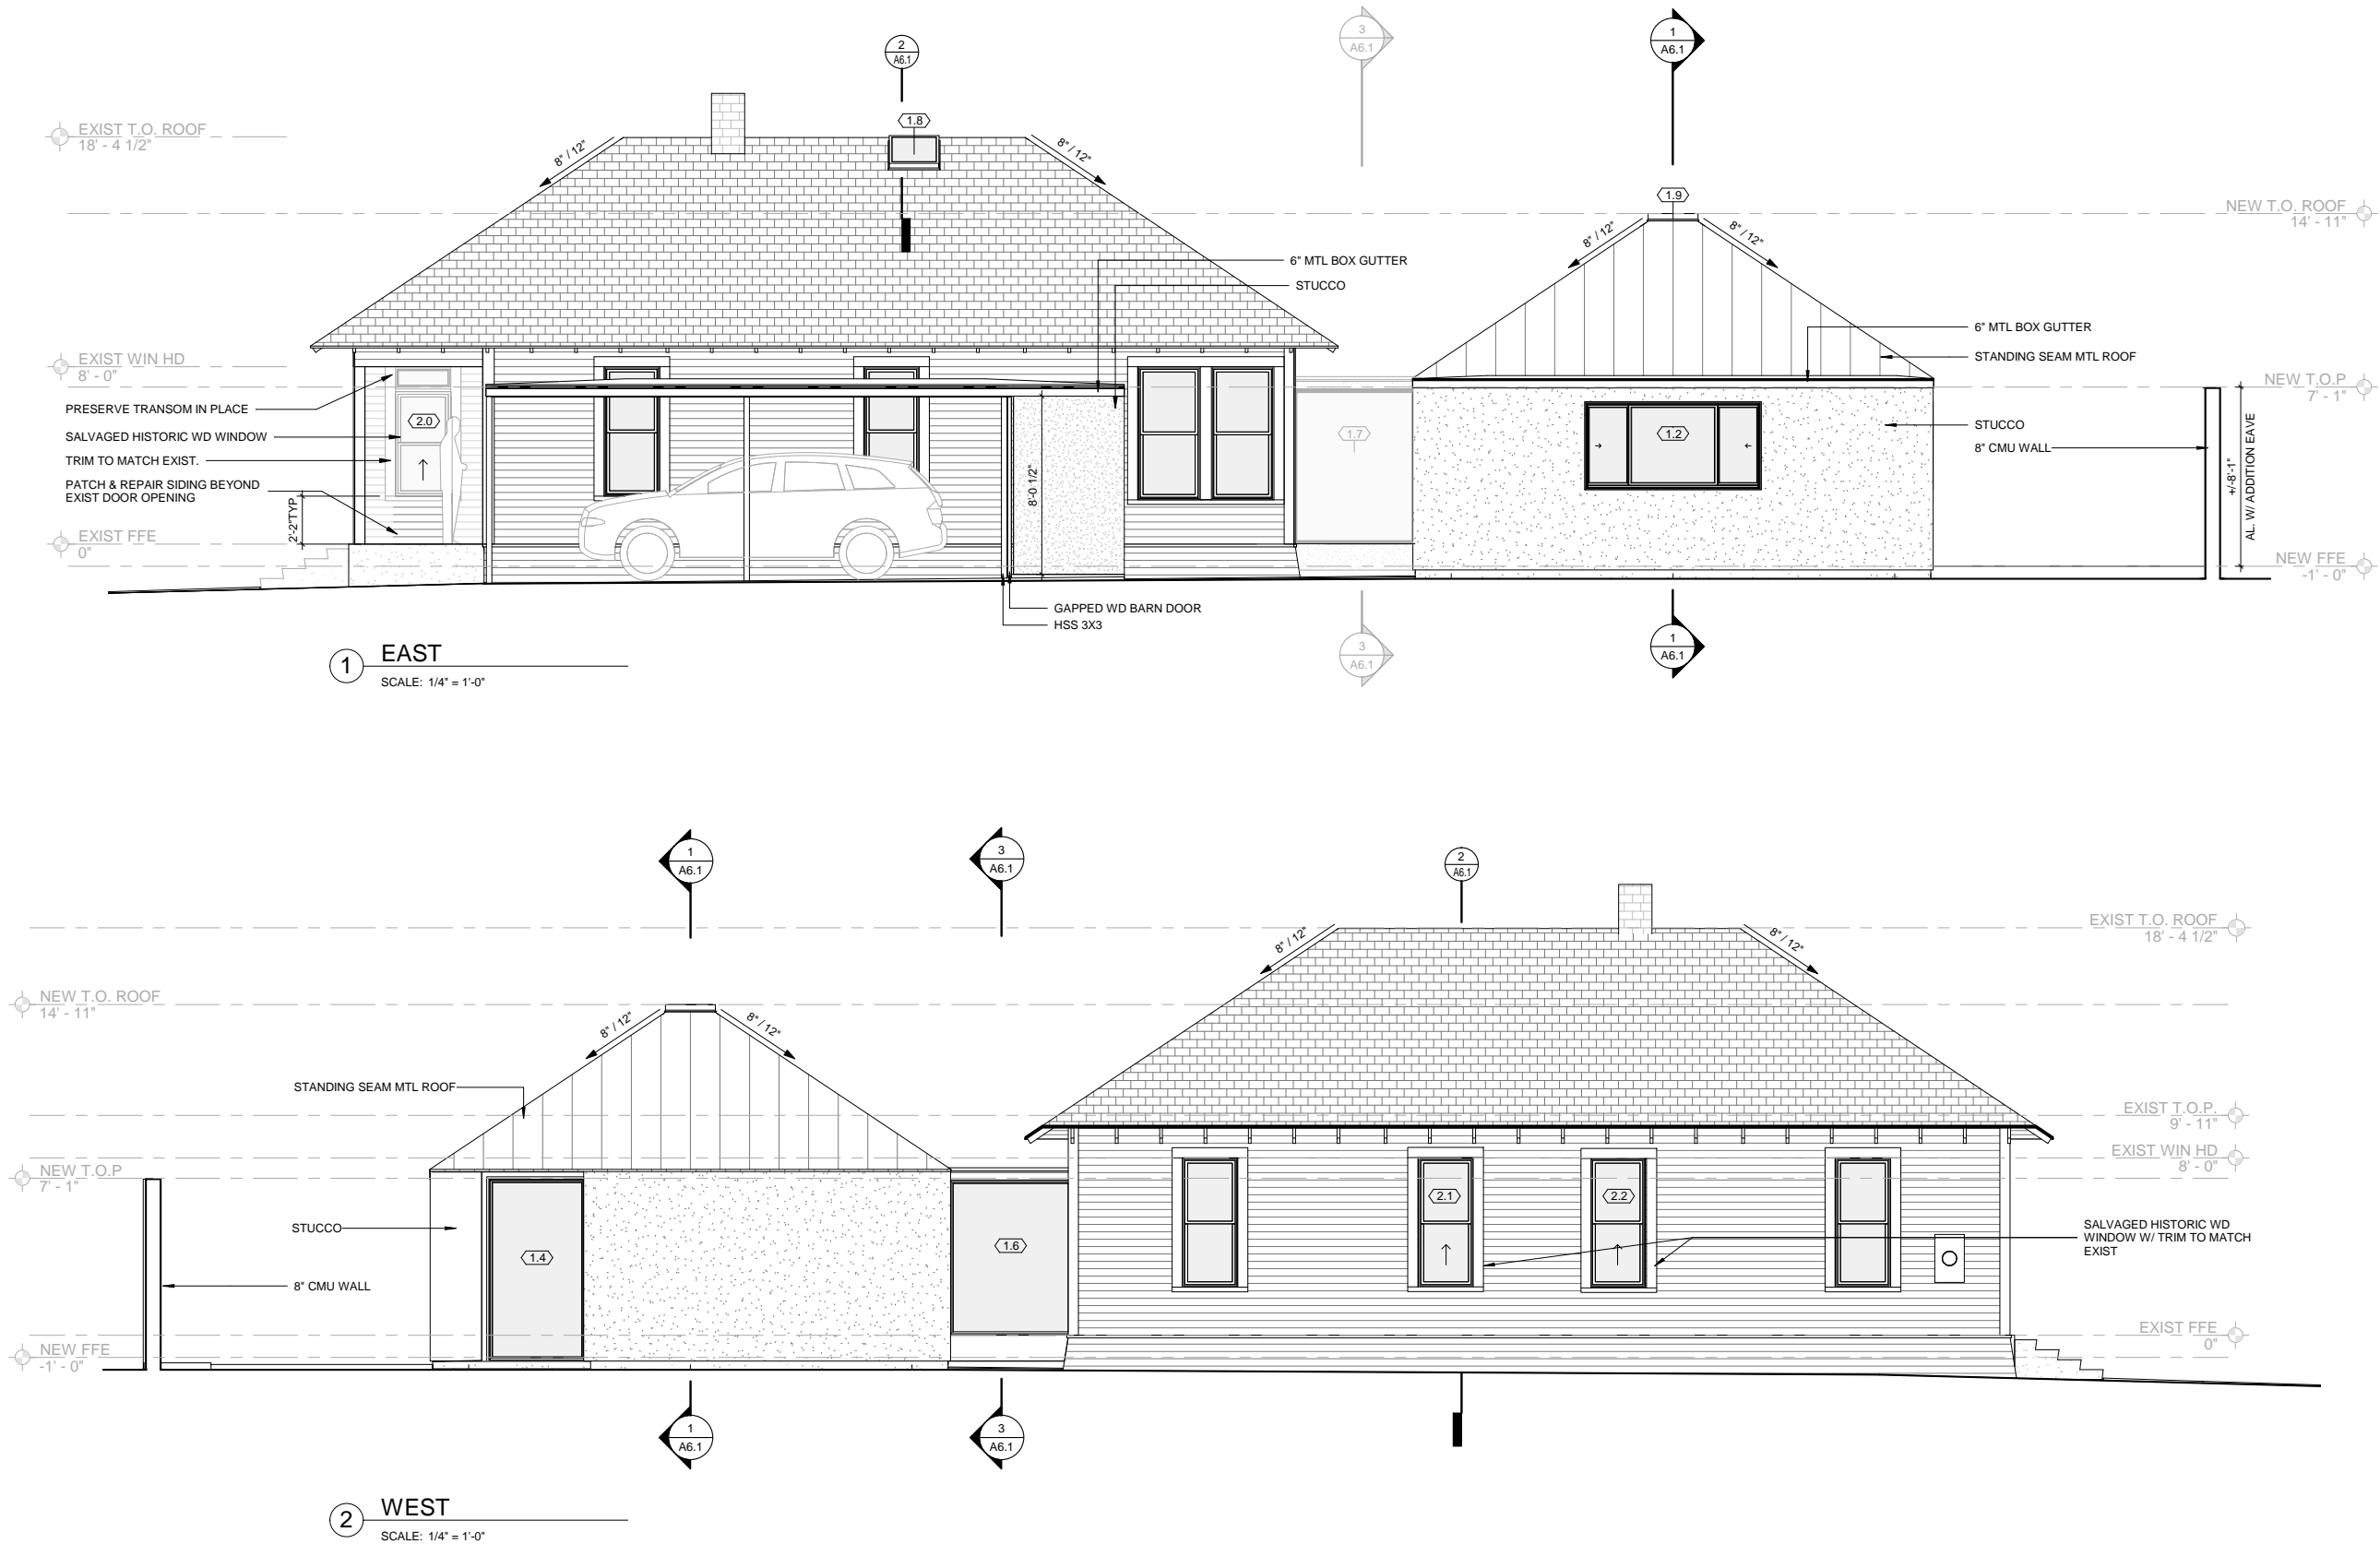 2
A6.1
3
A6.1
1
A6.1
EXIST T.O. ROOF
18' - 4 1/2"
8" / 12"
1.8
8" / 12"
1.9
NEW T.O. ROOF
14' - 11"
8" / 12"
8" / 12"
6" MTL BOX GUTTER
STUCCO
6" MTL BOX GUTTER
STANDING SEAM MTL ROOF
EXIST WIN HD
8' - 0"
NEW T.O.P
7' - 1"
PRESERVE TRANSOM IN PLACE
2.0
SALVAGED HISTORIC WD WINDOW
TRIM TO MATCH EXIST.
PATCH & REPAIR SIDING BEYOND
EXIST DOOR OPENING
2'-2"TYP
8'-0 1/2"
1.7
1.2
STUCCO
8" CMU WALL
+/-8'-1"
AL. W/ ADDITION EAVE
EXIST FFE
0"
NEW FFE
-1' - 0"
GAPPED WD BARN DOOR
HSS 3X3
3
A6.1
1
A6.1
1
EAST
SCALE: 1/4" = 1'-0"
1
A6.1
3
A6.1
2
A6.1
EXIST T.O. ROOF
18' - 4 1/2"
8" / 12"
8" / 12"
NEW T.O. ROOF
14' - 11"
8" / 12"
8" / 12"
STANDING SEAM MTL ROOF
EXIST T.O.P.
9' - 11"
EXIST WIN HD
8' - 0"
NEW T.O.P
7' - 1"
2.1
2.2
STUCCO
1.4
1.6
SALVAGED HISTORIC WD
WINDOW W/ TRIM TO MATCH
EXIST
8" CMU WALL
EXIST FFE
0"
NEW FFE
-1' - 0"
1
A6.1
3
A6.1
2
WEST
SCALE: 1/4" = 1'-0"